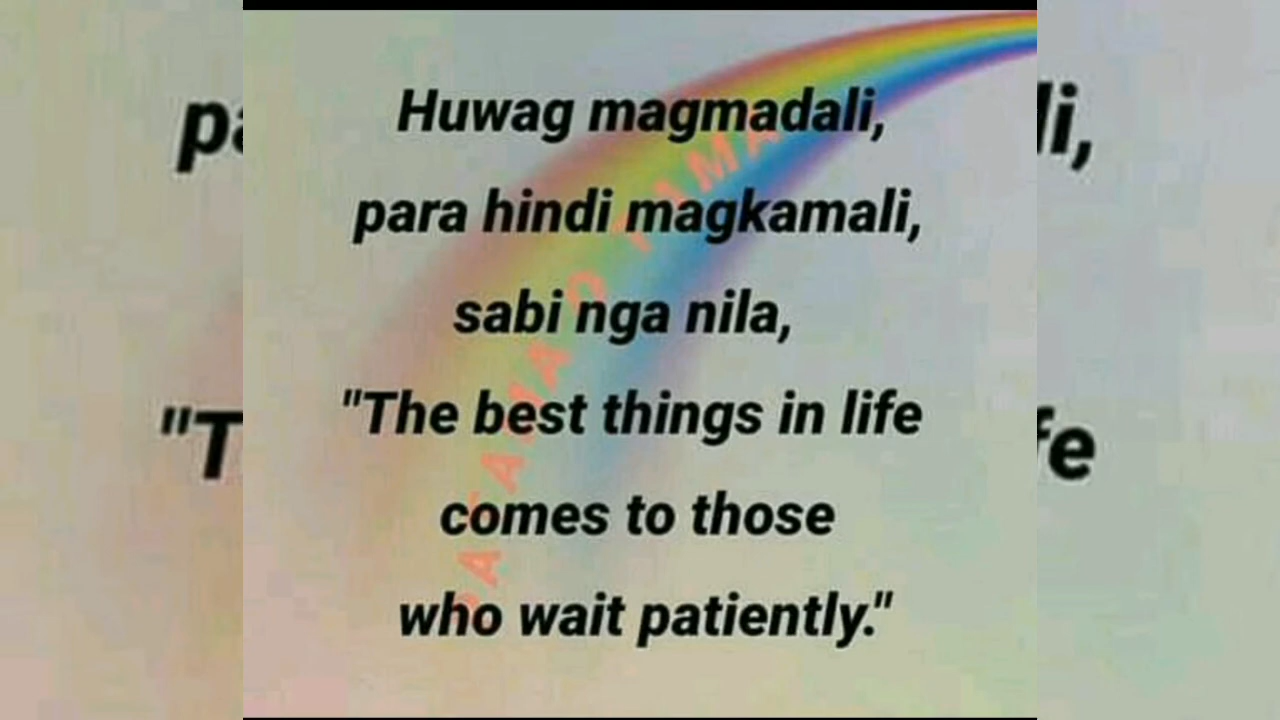 Huwag magmadali,
para hindi magkamali,
sabi nga nila,
"The best things in life
comes to those
who wait patiently."